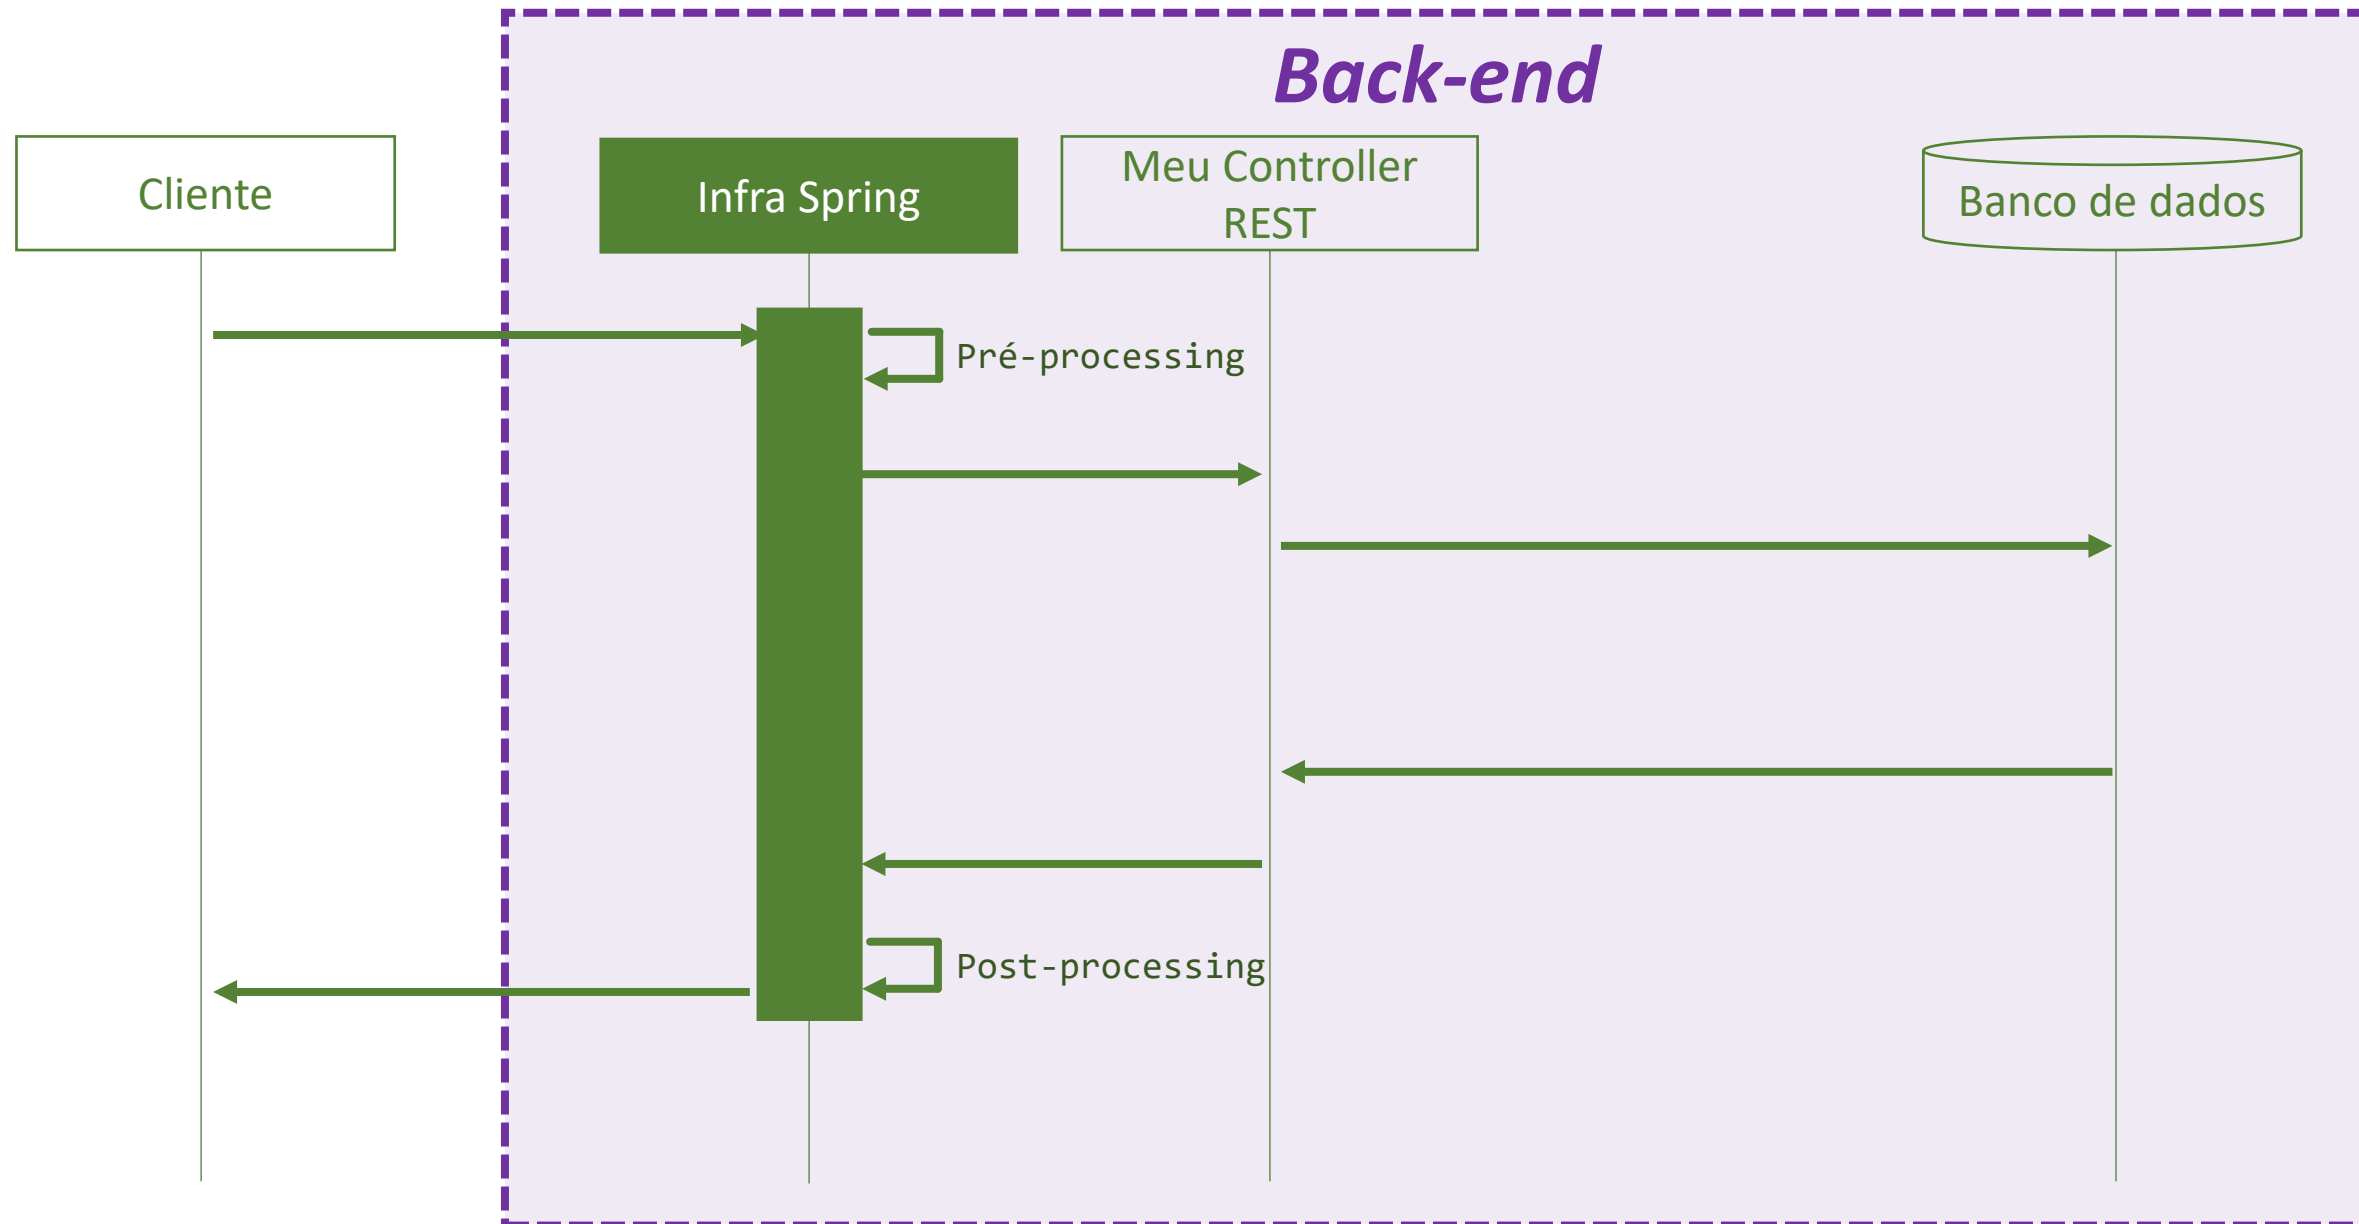 Back-end
Cliente
Infra Spring
Meu Controller
REST
Banco de dados
Pré-processing
Post-processing